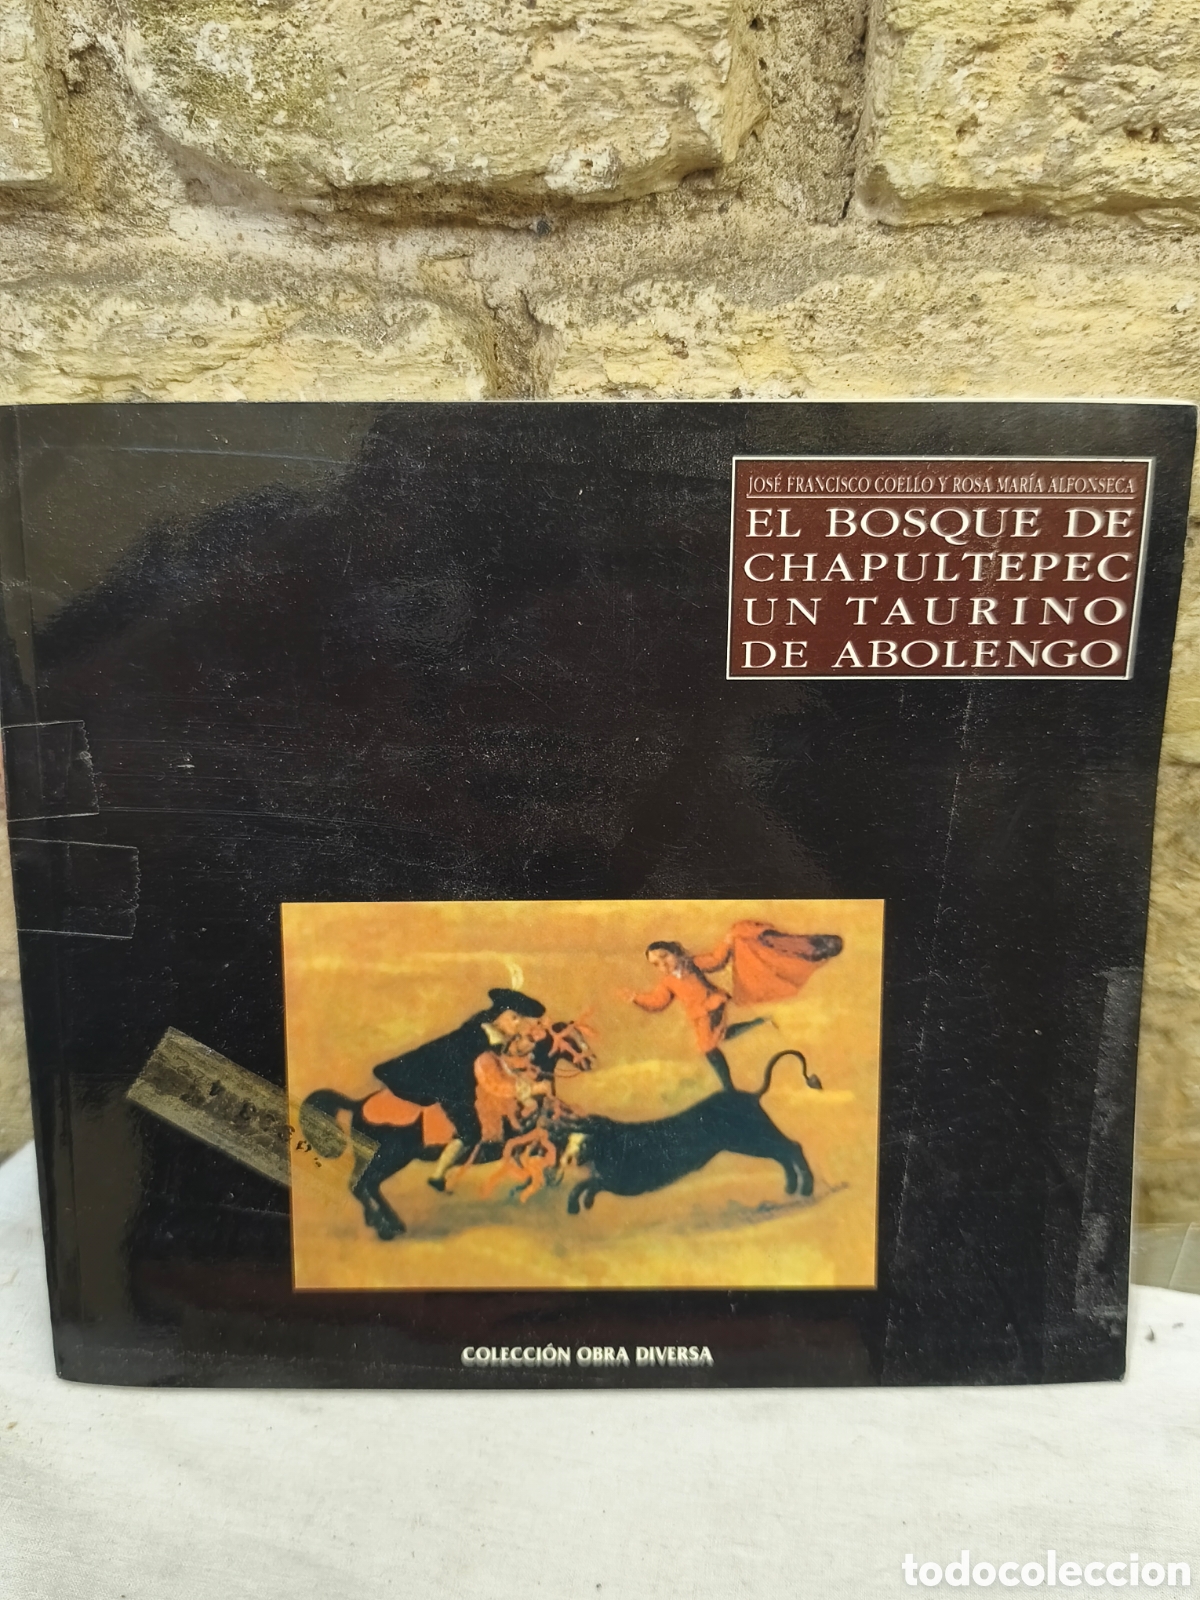 JOSÉ FRANCISCO COELLO Y ROSA MARÍA ALFONSECA
EL BOSQUE DE
CHAPULTEPEC
UN TAURINO
DE ABOLENGO
COLECCIÓN OBRA DIVERSA
todocoleccion